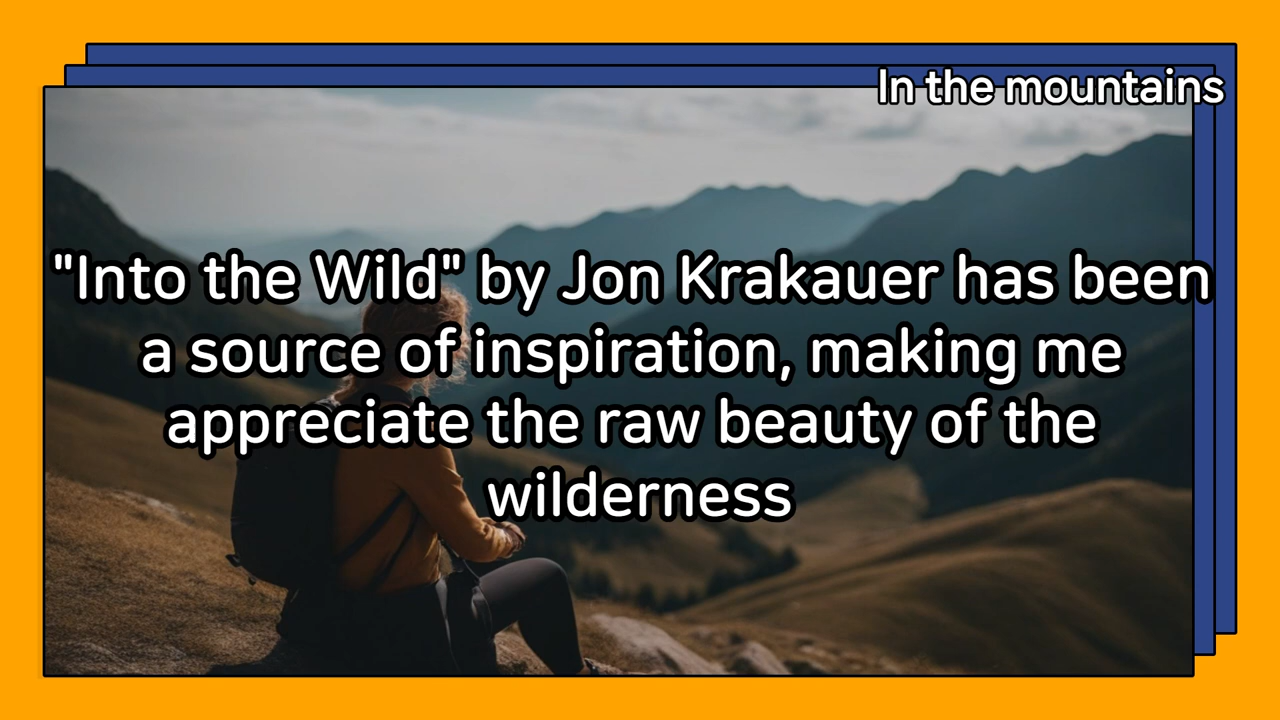 In the mountains
"Into the Wild" by Jon Krakauer has been
a source of inspiration, making me
appreciate the raw beauty of the
wilderness